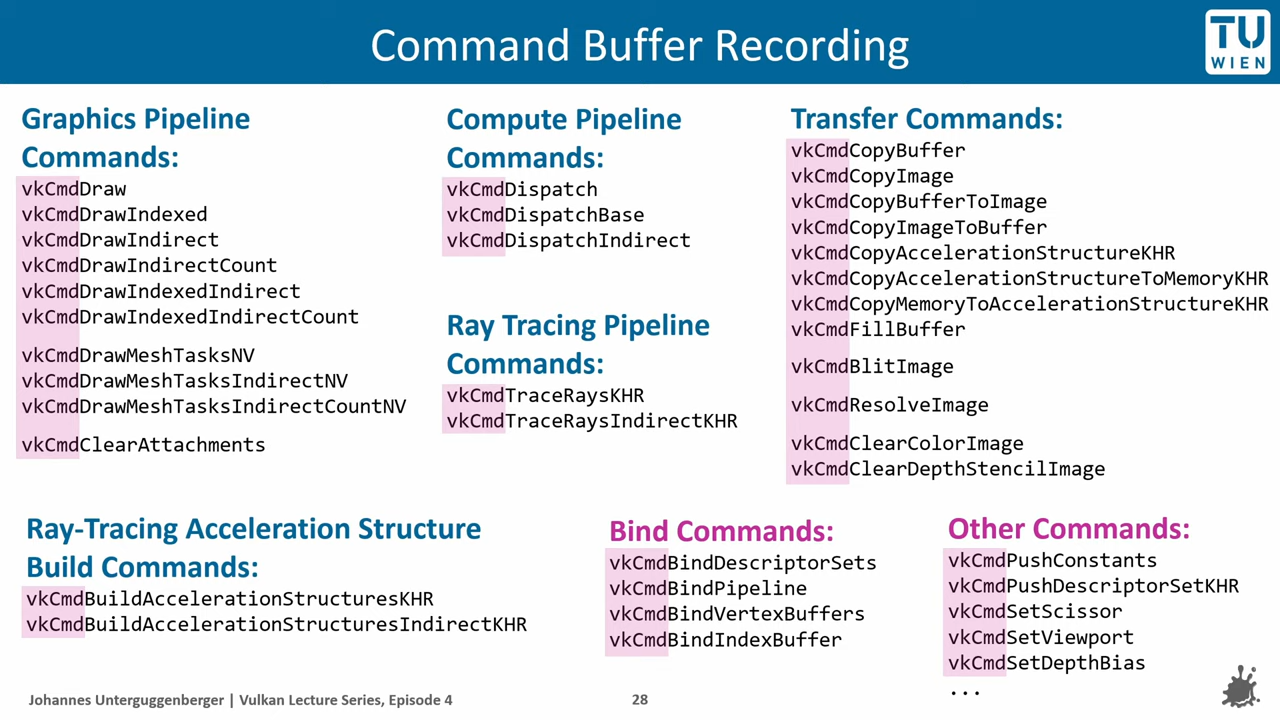 Command Buffer Recording
TU
WIEN
Graphics Pipeline
Commands:
vkCmdDraw
vkCmdDrawIndexed
vkCmdDrawIndirect
vkCmdDrawIndirectCount
vkCmdDrawIndexedIndirect
vkCmdDrawIndexedIndirectCount
vkCmdDrawMeshTasksNV
vkCmdDrawMeshTasksIndirectNV
vkCmdDrawMeshTasksIndirectCountNV
vkCmdClearAttachments
Compute Pipeline
Commands:
vkCmdDispatch
vkCmdDispatchBase
vkCmdDispatchIndirect
Ray Tracing Pipeline
Commands:
vkCmdTraceRaysKHR
vkCmdTraceRaysIndirectKHR
Transfer Commands:
vkCmdCopyBuffer
vkCmdCopyImage
vkCmdCopyBufferToImage
vkCmdCopyImageToBuffer
vkCmdCopyAccelerationStructureKHR
vkCmdCopyAccelerationStructureToMemoryKHR
vkCmdCopyMemoryToAccelerationStructureKHR
vkCmdFillBuffer
vkCmdBlitImage
vkCmdResolveImage
vkCmdClearColorImage
vkCmdClearDepthStencilImage
Ray-Tracing Acceleration Structure
Build Commands:
vkCmdBuildAccelerationStructuresKHR
vkCmdBuildAccelerationStructuresIndirectKHR
Bind Commands:
vkCmdBindDescriptorSets
vkCmdBindPipeline
vkCmdBindVertexBuffers
vkCmdBindIndexBuffer
Other Commands:
vkCmdPushConstants
vkCmdPushDescriptorSetKHR
vkCmdSetScissor
vkCmdSetViewport
vkCmdSetDepthBias
...
Johannes Unterguggenberger | Vulkan Lecture Series, Episode 4
28